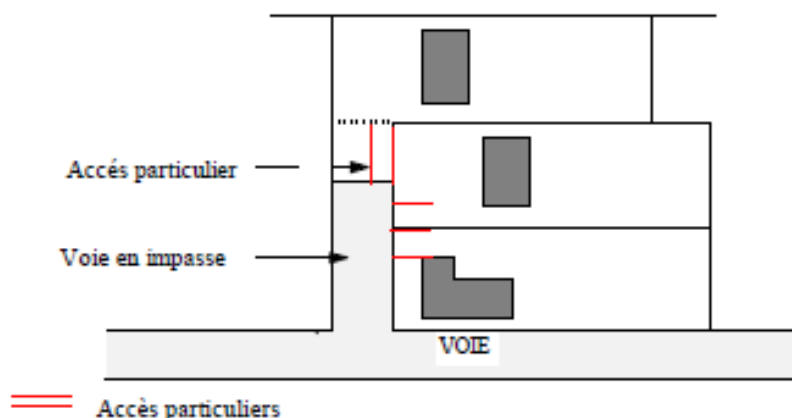 Accés particulier
Voie en impasse
VOIE
Accès particuliers